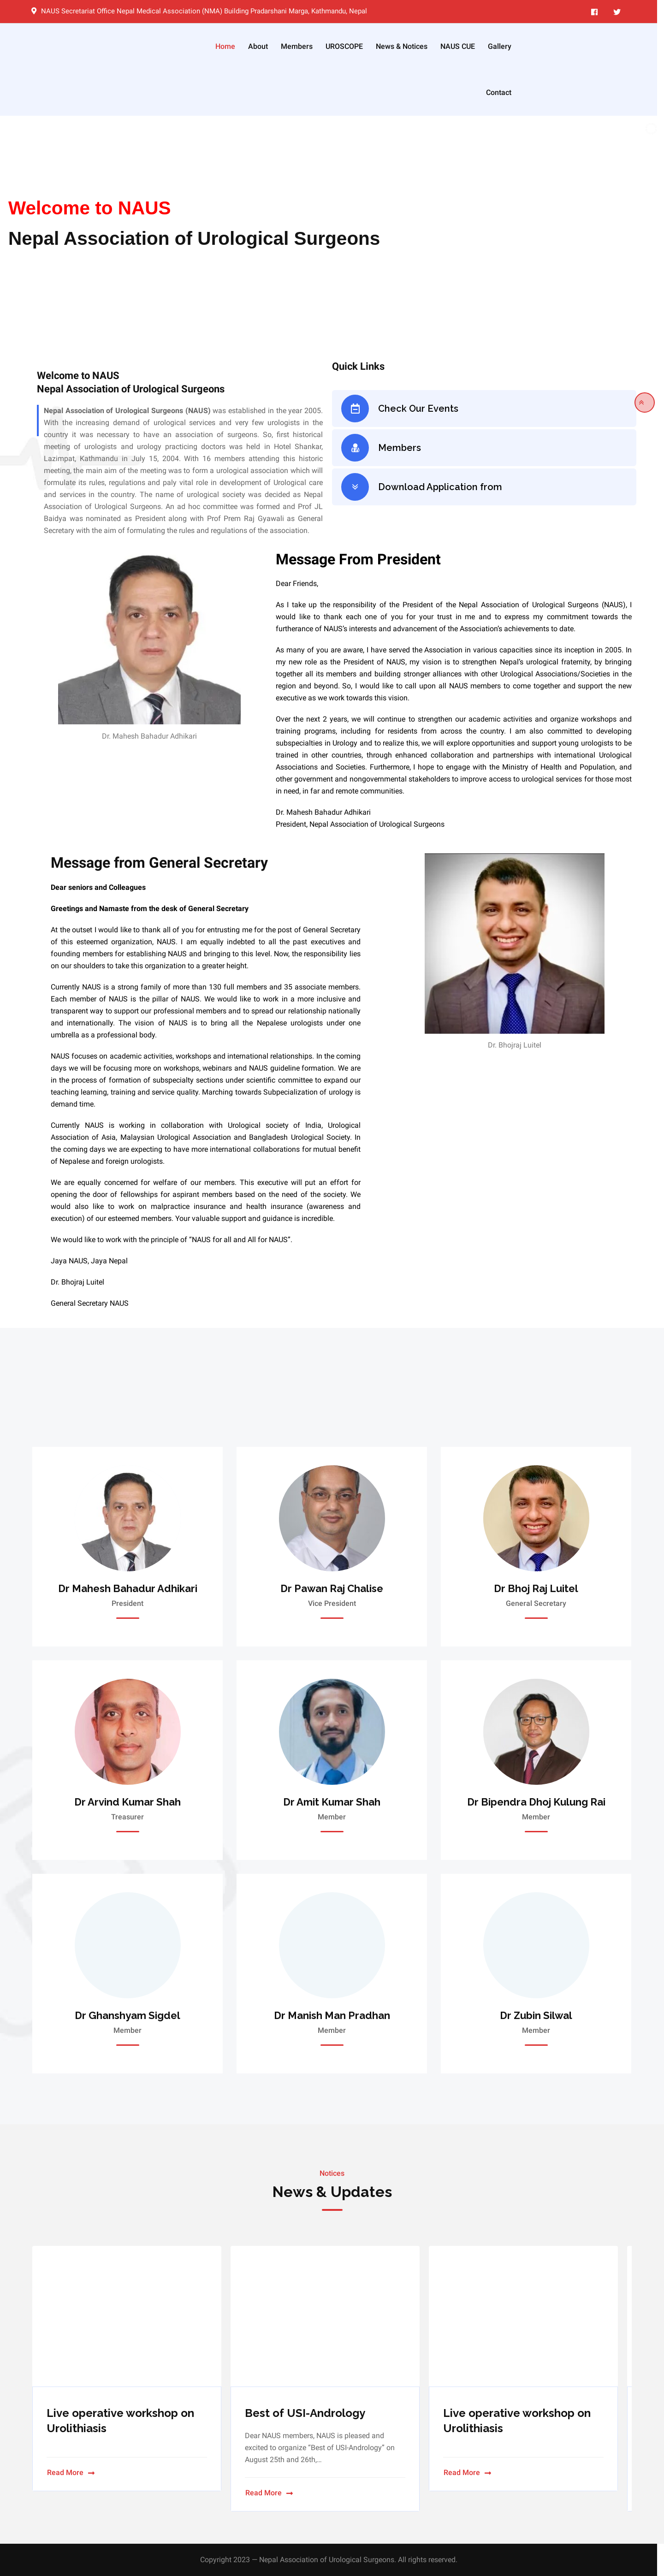 NAUS Secretariat Office Nepal Medical Association (NMA) Building Pradarshani Marga, Kathmandu, Nepal
Home About Members UROSCOPE News & Notices NAUS CUE Gallery
Contact
Welcome to NAUS
Nepal Association of Urological Surgeons
Welcome to NAUS
Nepal Association of Urological Surgeons
Nepal Association of Urological Surgeons (NAUS) was established in the year 2005.
With the increasing demand of urological services and very few urologists in the
country it was necessary to have an association of surgeons. So, first historical
meeting of urologists and urology practicing doctors was held in Hotel Shankar,
Lazimpat, Kathmandu in July 15, 2004. With 16 members attending this historic
meeting, the main aim of the meeting was to form a urological association which will
formulate its rules, regulations and paly vital role in development of Urological care
and services in the country. The name of urological society was decided as Nepal
Association of Urological Surgeons. An ad hoc committee was formed and Prof JL
Baidya was nominated as President along with Prof Prem Raj Gyawali as General
Secretary with the aim of formulating the rules and regulations of the association.
Quick Links
Check Our Events
Members
Download Application from
Dr. Mahesh Bahadur Adhikari
Message From President
Dear Friends,
As I take up the responsibility of the President of the Nepal Association of Urological Surgeons (NAUS), I
would like to thank each one of you for your trust in me and to express my commitment towards the
furtherance of NAUS's interests and advancement of the Association's achievements to date.
As many of you are aware, I have served the Association in various capacities since its inception in 2005. In
my new role as the President of NAUS, my vision is to strengthen Nepal's urological fraternity, by bringing
together all its members and building stronger alliances with other Urological Associations/Societies in the
region and beyond. So, I would like to call upon all NAUS members to come together and support the new
executive as we work towards this vision.
Over the next 2 years, we will continue to strengthen our academic activities and organize workshops and
training programs, including for residents from across the country. I am also committed to developing
subspecialties in Urology and to realize this, we will explore opportunities and support young urologists to be
trained in other countries, through enhanced collaboration and partnerships with international Urological
Associations and Societies. Furthermore, I hope to engage with the Ministry of Health and Population, and
other government and nongovernmental stakeholders to improve access to urological services for those most
in need, in far and remote communities.
Dr. Mahesh Bahadur Adhikari
President, Nepal Association of Urological Surgeons
Message from General Secretary
Dear seniors and Colleagues
Greetings and Namaste from the desk of General Secretary
At the outset I would like to thank all of you for entrusting me for the post of General Secretary
of this esteemed organization, NAUS. I am equally indebted to all the past executives and
founding members for establishing NAUS and bringing to this level. Now, the responsibility lies
on our shoulders to take this organization to a greater height.
Currently NAUS is a strong family of more than 130 full members and 35 associate members.
Each member of NAUS is the pillar of NAUS. We would like to work in a more inclusive and
transparent way to support our professional members and to spread our relationship nationally
and internationally. The vision of NAUS is to bring all the Nepalese urologists under one
umbrella as a professional body.
NAUS focuses on academic activities, workshops and international relationships. In the coming
days we will be focusing more on workshops, webinars and NAUS guideline formation. We are
in the process of formation of subspecialty sections under scientific committee to expand our
teaching learning, training and service quality. Marching towards Subpecialization of urology is
demand time.
Currently NAUS is working in collaboration with Urological society of India, Urological
Association of Asia, Malaysian Urological Association and Bangladesh Urological Society. In
the coming days we are expecting to have more international collaborations for mutual benefit
of Nepalese and foreign urologists.
We are equally concerned for welfare of our members. This executive will put an effort for
opening the door of fellowships for aspirant members based on the need of the society. We
would also like to work on malpractice insurance and health insurance (awareness and
execution) of our esteemed members. Your valuable support and guidance is incredible.
We would like to work with the principle of “NAUS for all and All for NAUS”.
Jaya NAUS, Jaya Nepal
Dr. Bhojraj Luitel
General Secretary NAUS
Dr. Bhojraj Luitel
Dr Mahesh Bahadur Adhikari
President
Dr Pawan Raj Chalise
Vice President
Dr Bhoj Raj Luitel
General Secretary
Dr Arvind Kumar Shah
Treasurer
Dr Amit Kumar Shah
Member
Dr Bipendra Dhoj Kulung Rai
Member
Dr Ghanshyam Sigdel
Member
Dr Manish Man Pradhan
Member
Dr Zubin Silwal
Member
Notices
News & Updates
Live operative workshop on
Urolithiasis
Read More
Best of USI-Andrology
Dear NAUS members, NAUS is pleased and
excited to organize “Best of USI-Andrology” on
August 25th and 26th,...
Read More
Live operative workshop on
Urolithiasis
Read More
Copyright 2023 — Nepal Association of Urological Surgeons. All rights reserved.